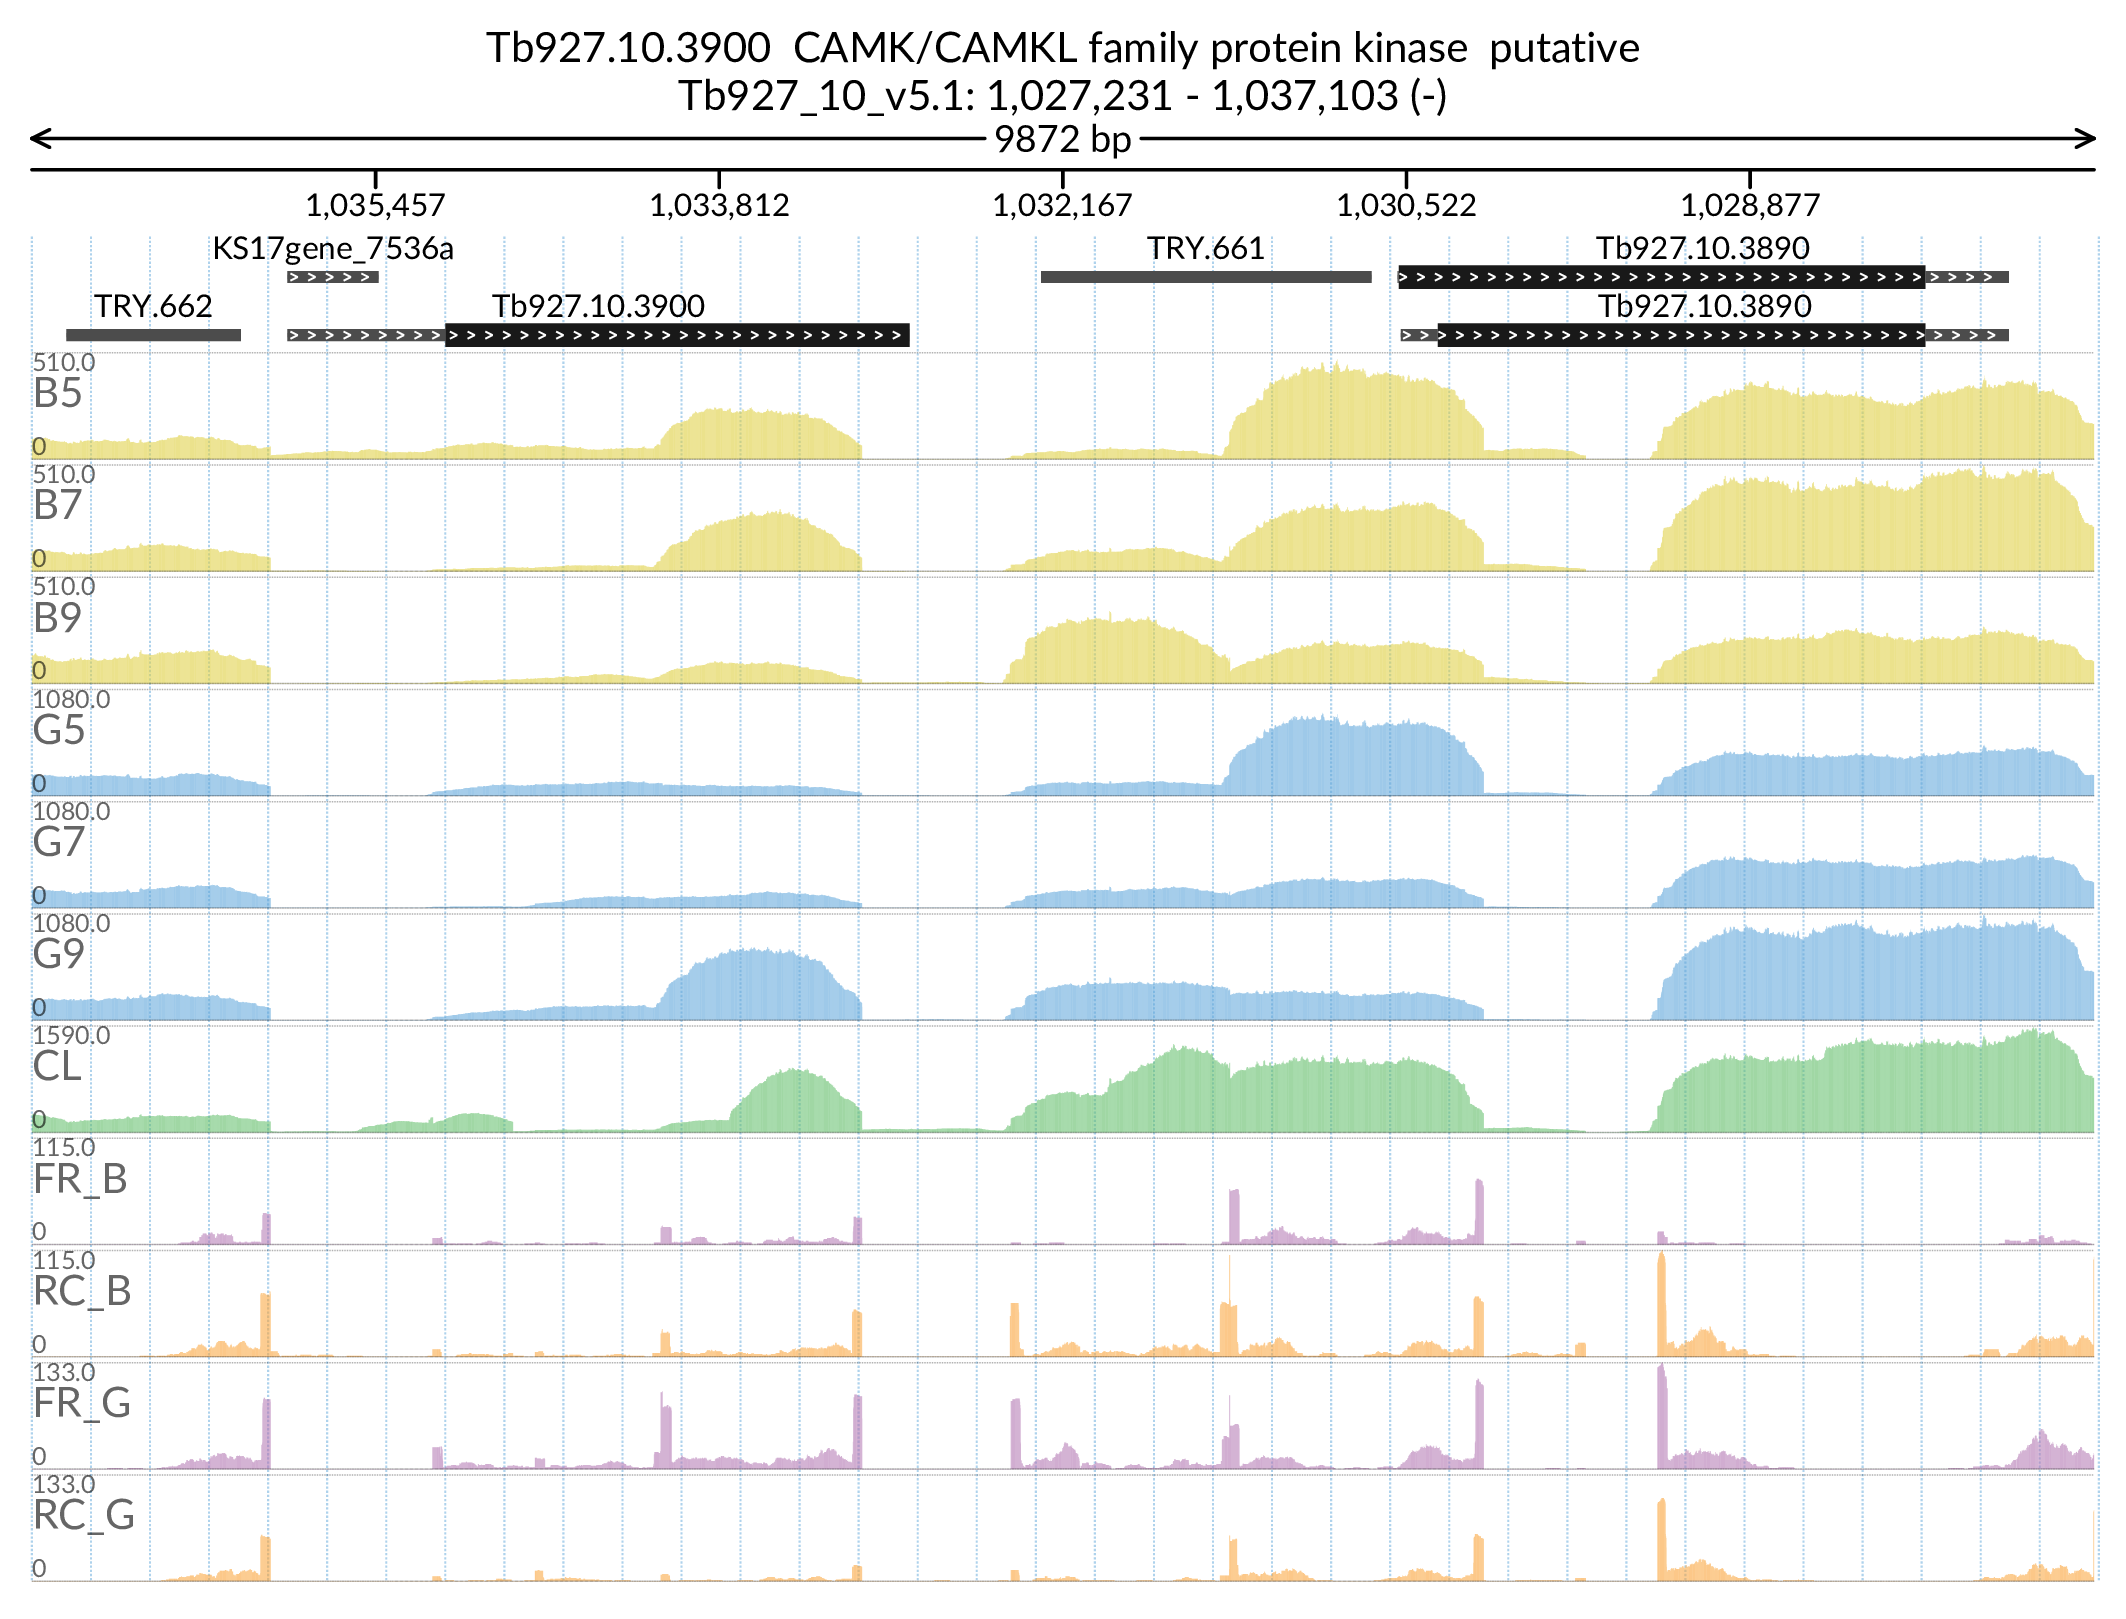 Tb927.10.3900  CAMK/CAMKL family protein kinase  putative
Tb927_10_v5.1: 1,027,231 - 1,037,103 (-)
9872 bp
1,035,457 1,033,812 1,032,167 1,030,522 1,028,877
KS17gene_7536a TRY.661 Tb927.10.3890
TRY.662 Tb927.10.3900 Tb927.10.3890
510.0
B5
0
510.0
B7
0
510.0
B9
0
1080.0
G5
0
1080.0
G7
0
1080.0
G9
0
1590.0
CL
0
115.0
FR_B
0
115.0
RC_B
0
133.0
FR_G
0
133.0
RC_G
0